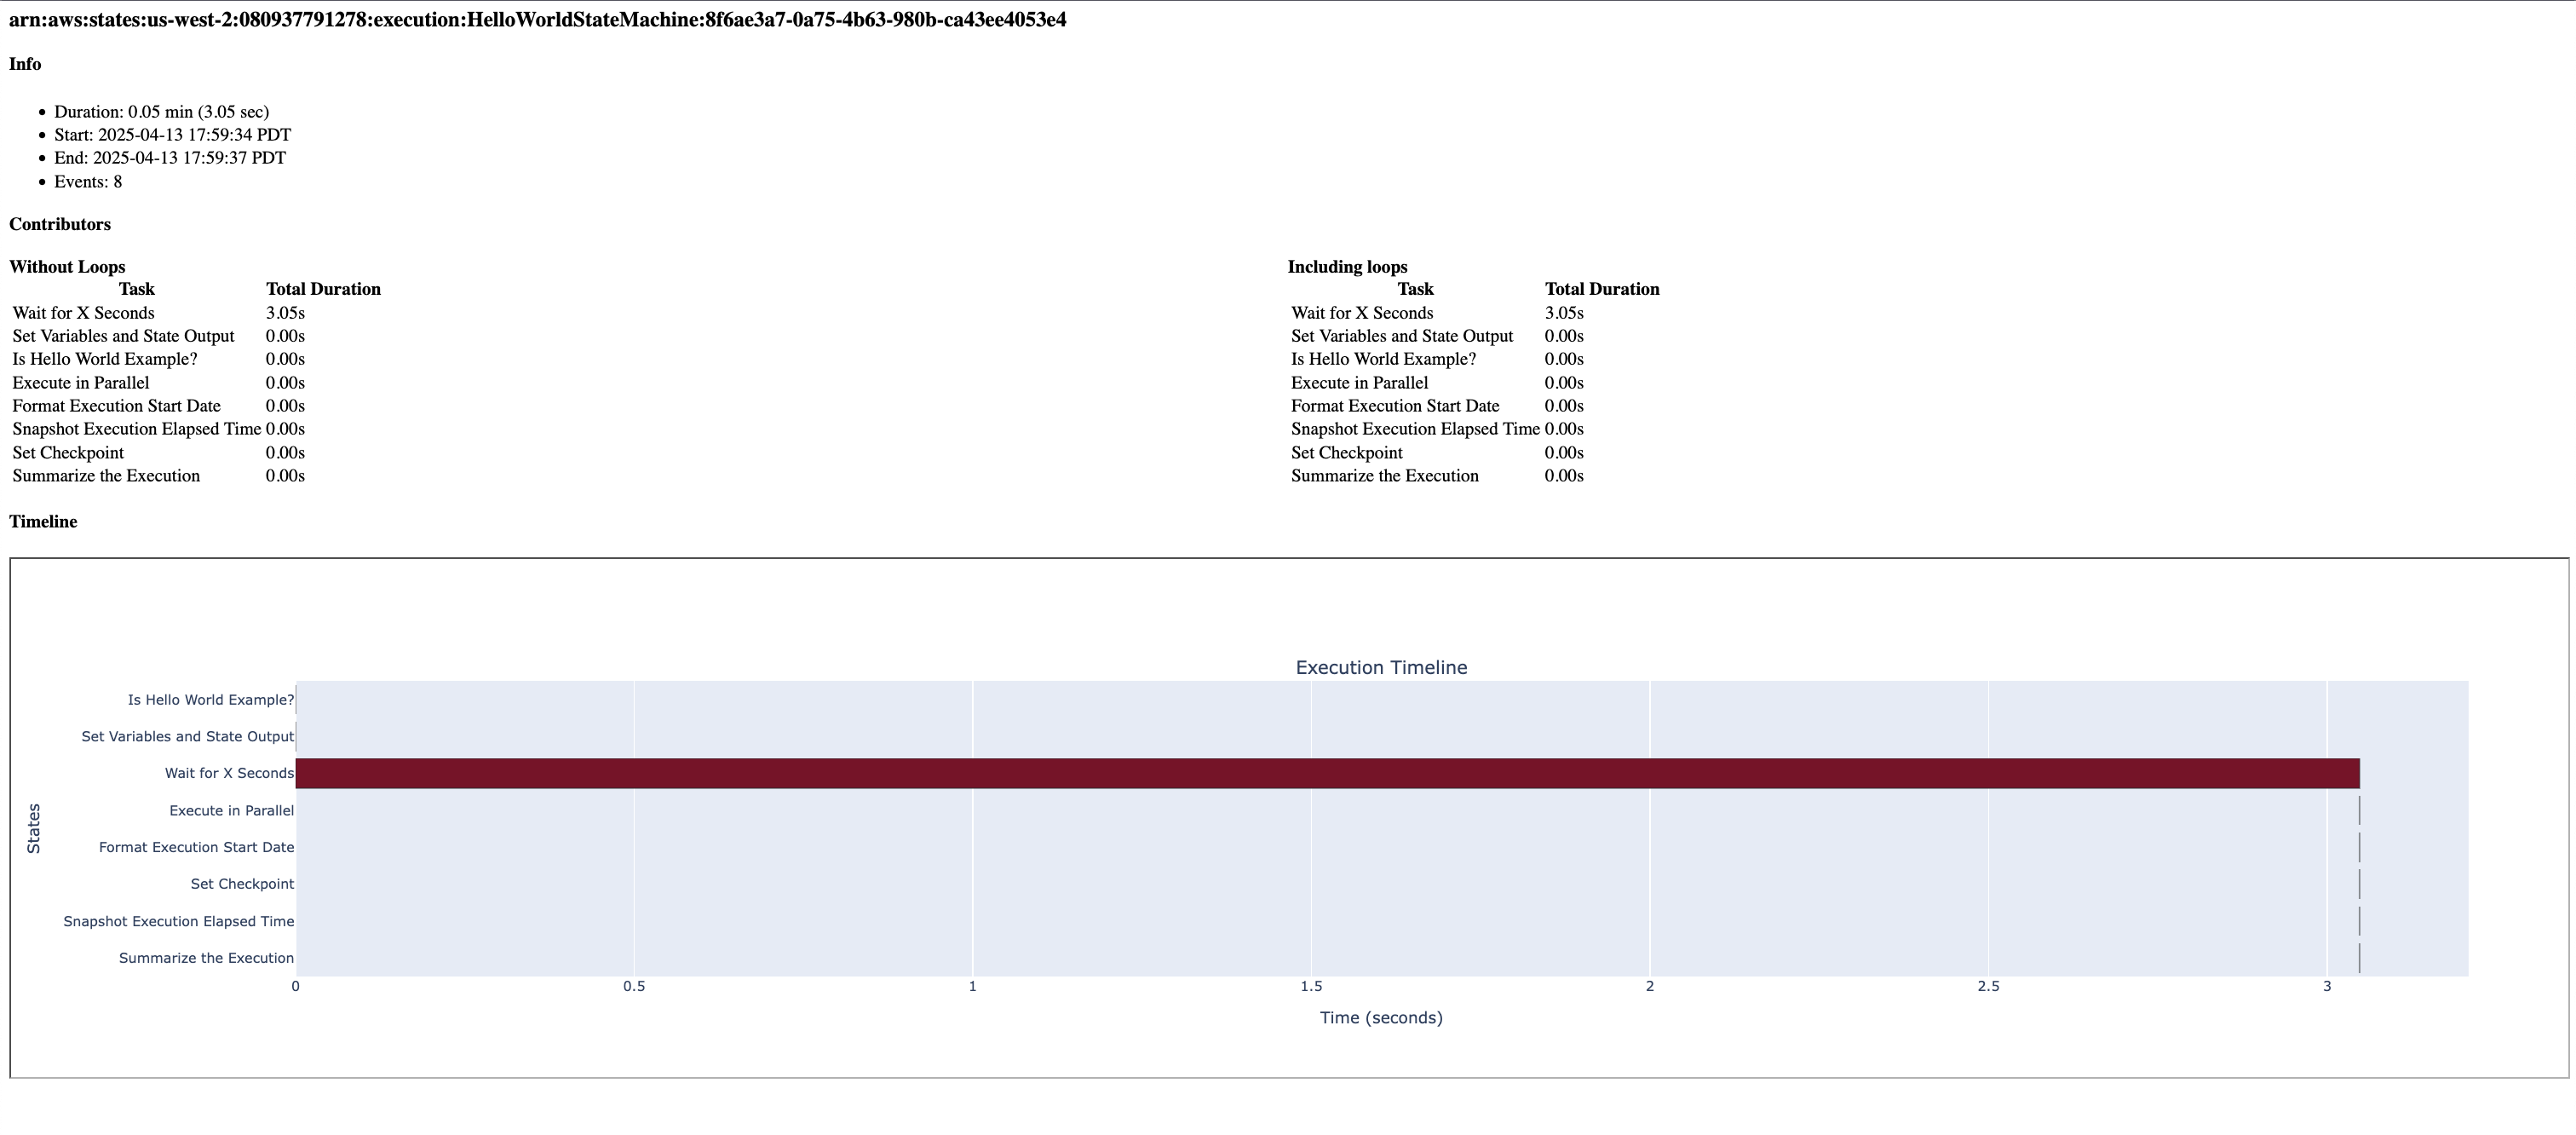 arn:aws:states:us-west-2:080937791278:execution:HelloWorldStateMachine:8f6ae3a7-0a75-4b63-980b-ca43ee4053e4
Info
• Duration: 0.05 min (3.05 sec)
• Start: 2025-04-13 17:59:34 PDT
• End: 2025-04-13 17:59:37 PDT
• Events: 8
Contributors
Without Loops
Task Total Duration
Wait for X Seconds 3.05s
Set Variables and State Output 0.00s
Is Hello World Example? 0.00s
Execute in Parallel 0.00s
Format Execution Start Date 0.00s
Snapshot Execution Elapsed Time 0.00s
Set Checkpoint 0.00s
Summarize the Execution 0.00s
Including loops
Task Total Duration
Wait for X Seconds 3.05s
Set Variables and State Output 0.00s
Is Hello World Example? 0.00s
Execute in Parallel 0.00s
Format Execution Start Date 0.00s
Snapshot Execution Elapsed Time 0.00s
Set Checkpoint 0.00s
Summarize the Execution 0.00s
Timeline
Execution Timeline
States
Is Hello World Example?
Set Variables and State Output
Wait for X Seconds
Execute in Parallel
Format Execution Start Date
Set Checkpoint
Snapshot Execution Elapsed Time
Summarize the Execution
0 0.5 1 1.5 2 2.5 3
Time (seconds)